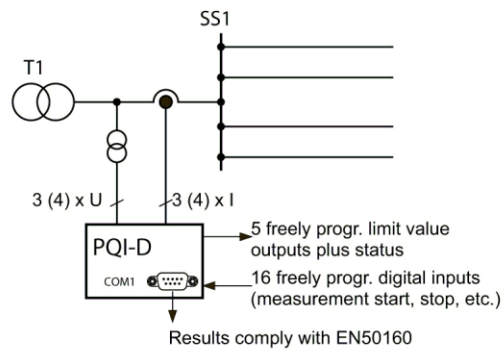 SS1
T1
3 (4) x U
3 (4) x I
PQI-D
COM1
5 freely progr. limit value
outputs plus status
16 freely progr. digital inputs
(measurement start, stop, etc.)
Results comply with EN50160